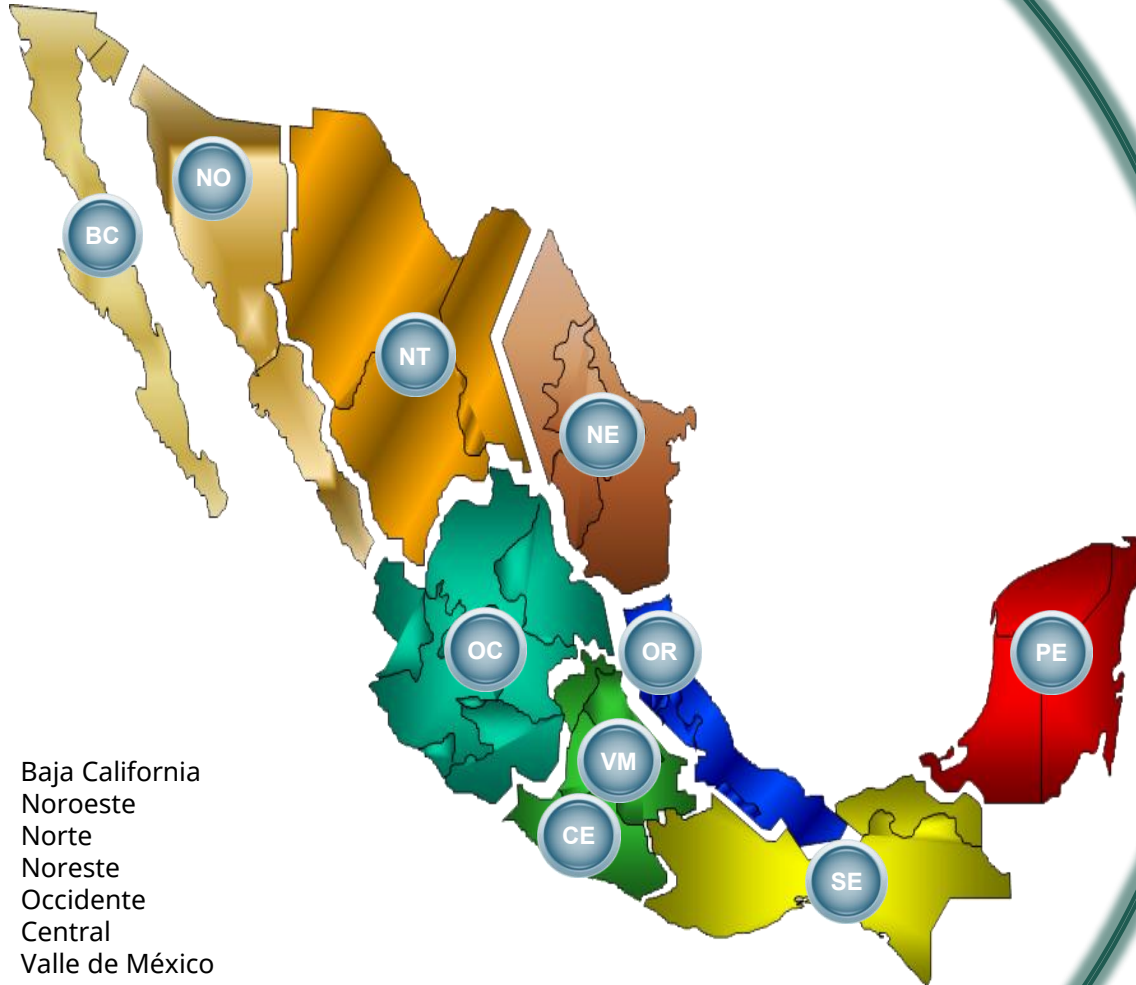 NO
BC
NT
NE
OC
OR
PE
VM
CE
SE
Baja California
Noroeste
Norte
Noreste
Occidente
Central
Valle de México